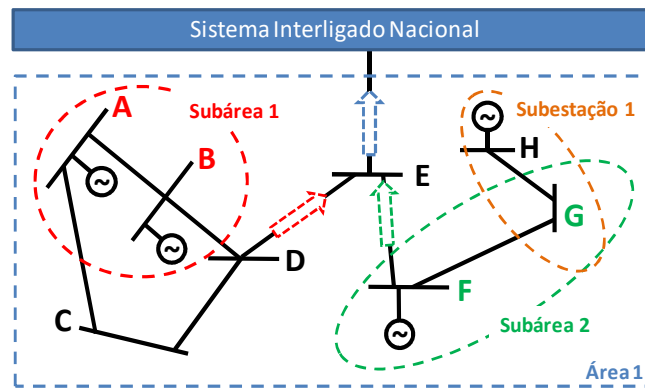 Sistema Interligado Nacional
A
Subárea 1
B
Subestação 1
~
H
~
E
G
~
D
F
C
~
Subárea 2
Área 1